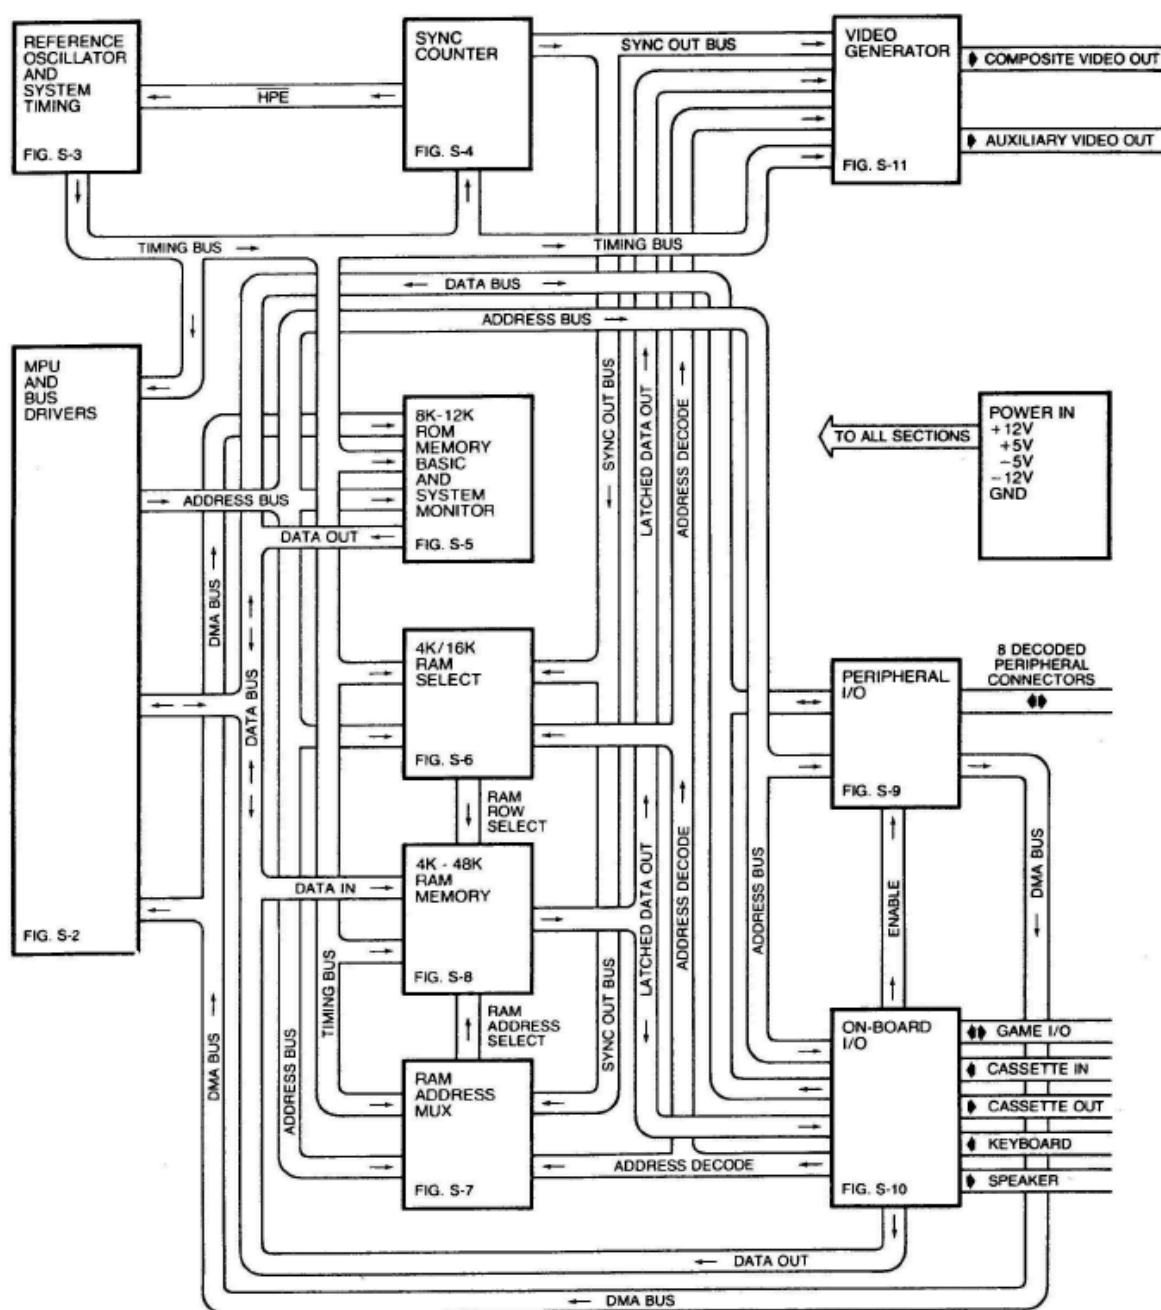 REFERENCE
OSCILLATOR
AND
SYSTEM
TIMING
FIG. S-3
HPE
SYNC
COUNTER
FIG. S-4
SYNC OUT BUS
VIDEO
GENERATOR
FIG. S-11
COMPOSITE VIDEO OUT
AUXILIARY VIDEO OUT
TIMING BUS
TIMING BUS
DATA BUS
ADDRESS BUS
MPU
AND
BUS
DRIVERS
FIG. S-2
8K-12K
ROM
MEMORY
BASIC
AND
SYSTEM
MONITOR
FIG. S-5
ADDRESS BUS
DATA OUT
SYNC OUT BUS
LATCHED DATA OUT
ADDRESS DECODE
TO ALL SECTIONS
POWER IN
+12V
+5V
-5V
-12V
GND
DMA BUS
DATA BUS
4K/16K
RAM
SELECT
FIG. S-6
RAM
ROW
SELECT
PERIPHERAL
I/O
FIG. S-9
8 DECODED
PERIPHERAL
CONNECTORS
4K - 48K
RAM
MEMORY
FIG. S-8
DATA IN
RAM
ADDRESS
SELECT
TIMING BUS
ADDRESS BUS
DMA BUS
SYNC OUT BUS
LATCHED DATA OUT
ADDRESS DECODE
ADDRESS BUS
ENABLE
DMA BUS
RAM
ADDRESS
MUX
FIG. S-7
ADDRESS DECODE
ON-BOARD
I/O
FIG. S-10
GAME I/O
CASSETTE IN
CASSETTE OUT
KEYBOARD
SPEAKER
DATA OUT
DMA BUS